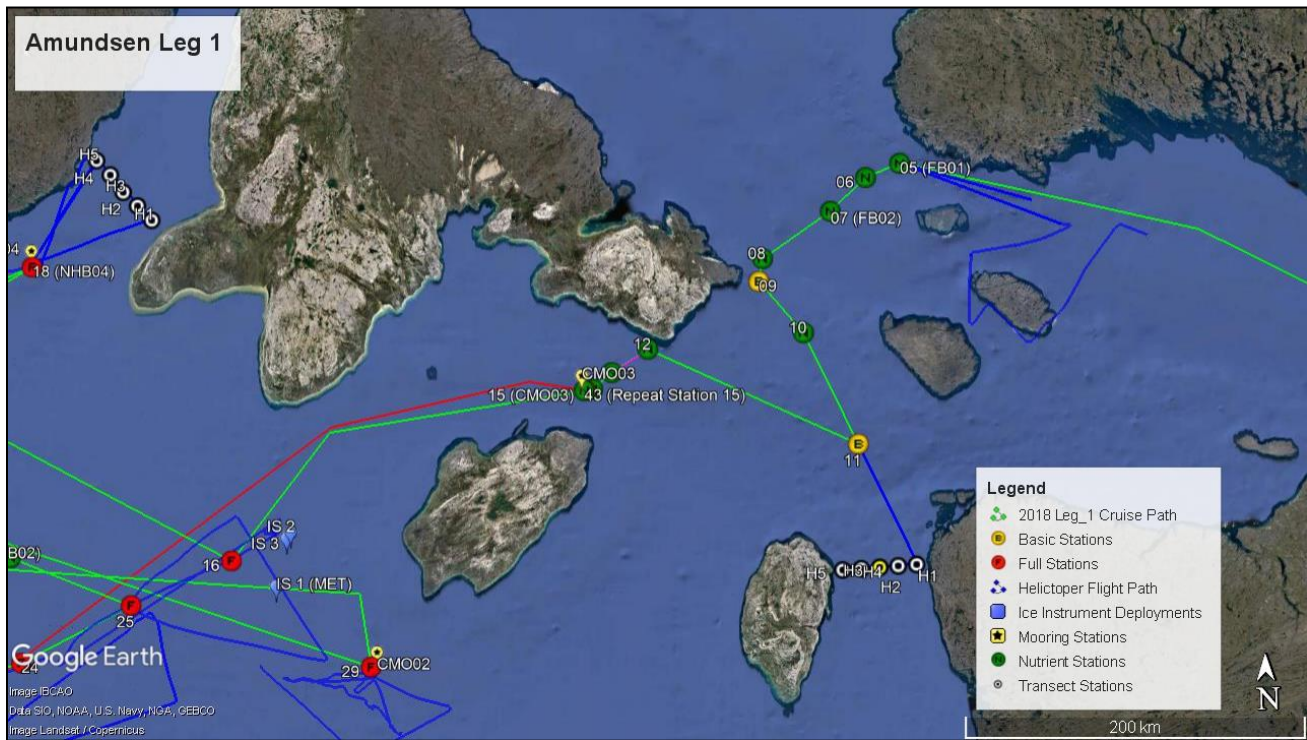 Amundsen Leg 1
H5
H4
H3
H2
H1
04
18 (NHB04)
05 (FB01)
06
07 (FB02)
08
09
10
12
CMO03
15 (CMO03)
43 (Repeat Station 15)
11
IS 2
IS 3
16
B02)
IS 1 (MET)
25
24
29
CMO02
H5
H3
H4
H2
H1
Legend
2018 Leg_1 Cruise Path
Basic Stations
Full Stations
Helictoper Flight Path
Ice Instrument Deployments
Mooring Stations
Nutrient Stations
Transect Stations
Google Earth
Image IBCAO
Data SIO, NOAA, U.S. Navy, NGA, GEBCO
Image Landsat / Copernicus
N
200 km